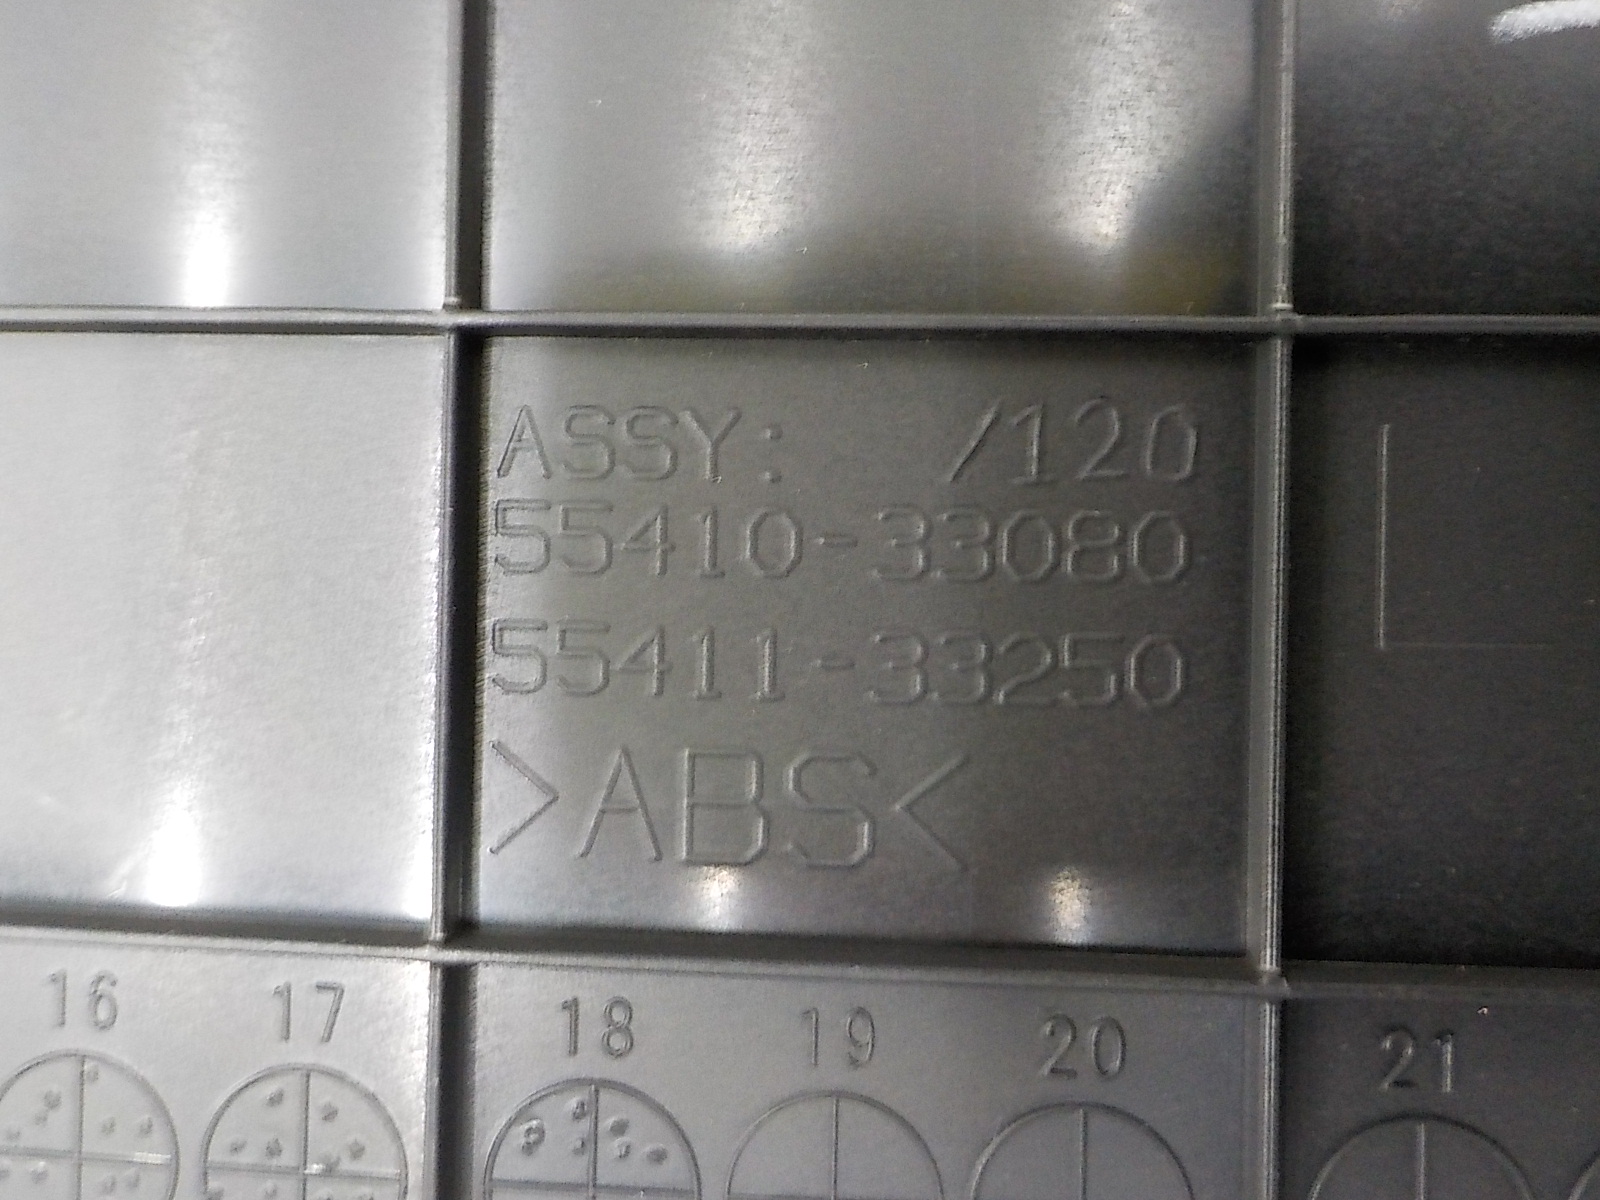 ASSY: /120
55410-33080
55411-33250
>ABS<
16 17 18 19 20 21